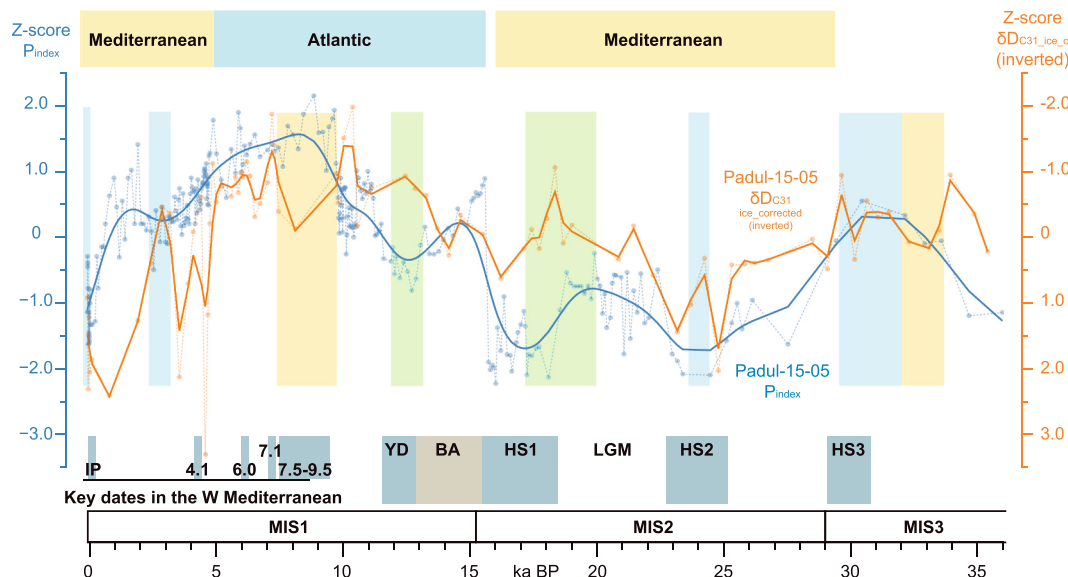 Z-score
Pindex
Mediterranean
Atlantic
Mediterranean
Z-score
δDC31_ice_c
(inverted)
2.0
1.0
0
−1.0
−2.0
−3.0
-2.0
-1.0
0
1.0
2.0
3.0
Padul-15-05
δDC31
ice_corrected
(inverted)
Padul-15-05
Pindex
IP
4.1
6.0
7.1
7.5-9.5
YD
BA
HS1
LGM
HS2
HS3
Key dates in the W Mediterranean
MIS1
MIS2
MIS3
0
5
10
15
ka BP
20
25
30
35